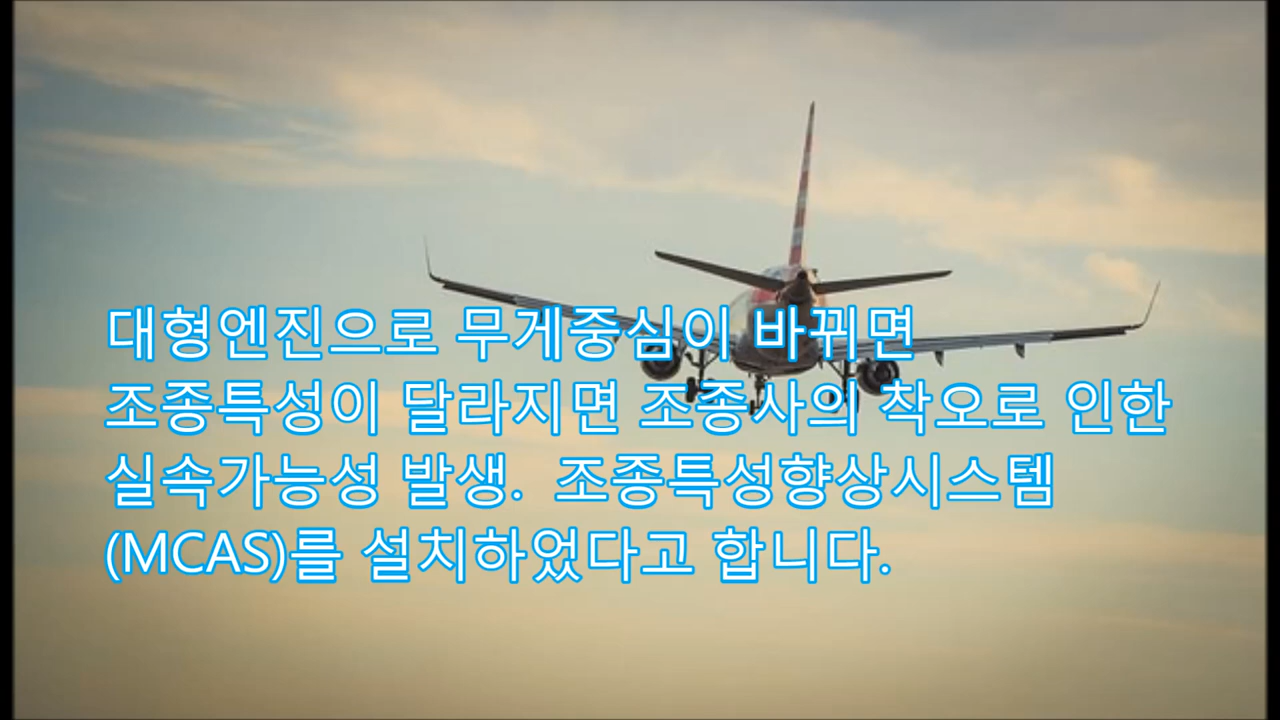 대형엔진으로 무게중심이 바뀌면
조종특성이 달라지면 조종사의 착오로 인한
실속가능성 발생. 조종특성향상시스템
(MCAS)를 설치하였다고 합니다.